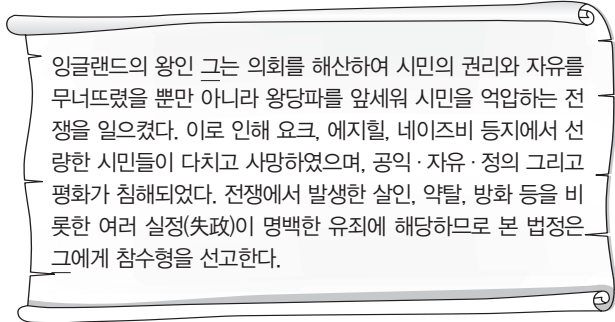 잉글랜드의 왕인 그는 의회를 해산하여 시민의 권리와 자유를
무너뜨렸을 뿐만 아니라 왕당파를 앞세워 시민을 억압하는 전
쟁을 일으켰다. 이로 인해 요크, 에지힐, 네이즈비 등지에서 선
량한 시민들이 다치고 사망하였으며, 공익·자유·정의 그리고
평화가 침해되었다. 전쟁에서 발생한 살인, 약탈, 방화 등을 비
롯한 여러 실정(失政)이 명백한 유죄에 해당하므로 본 법정은
그에게 참수형을 선고한다.